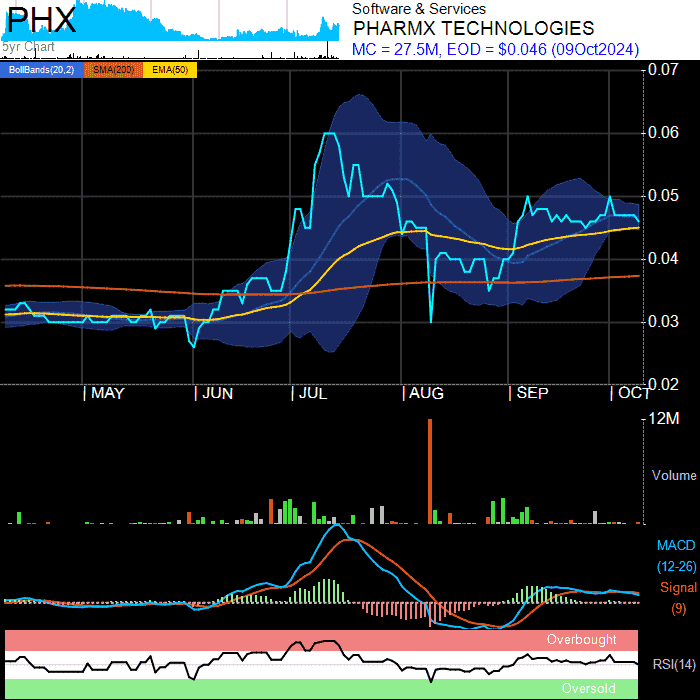 PHX
5yr Chart
Software & Services
PHARMX TECHNOLOGIES
MC = 27.5M, EOD = $0.046 (09Oct2024)
BollBands(20,2) SMA(200) EMA(50)
0.07
0.06
0.05
0.04
0.03
0.02
| MAY | JUN | JUL | AUG | SEP | OCT
12M
Volume
MACD
(12-26)
Signal
(9)
Overbought
RSI(14)
Oversold